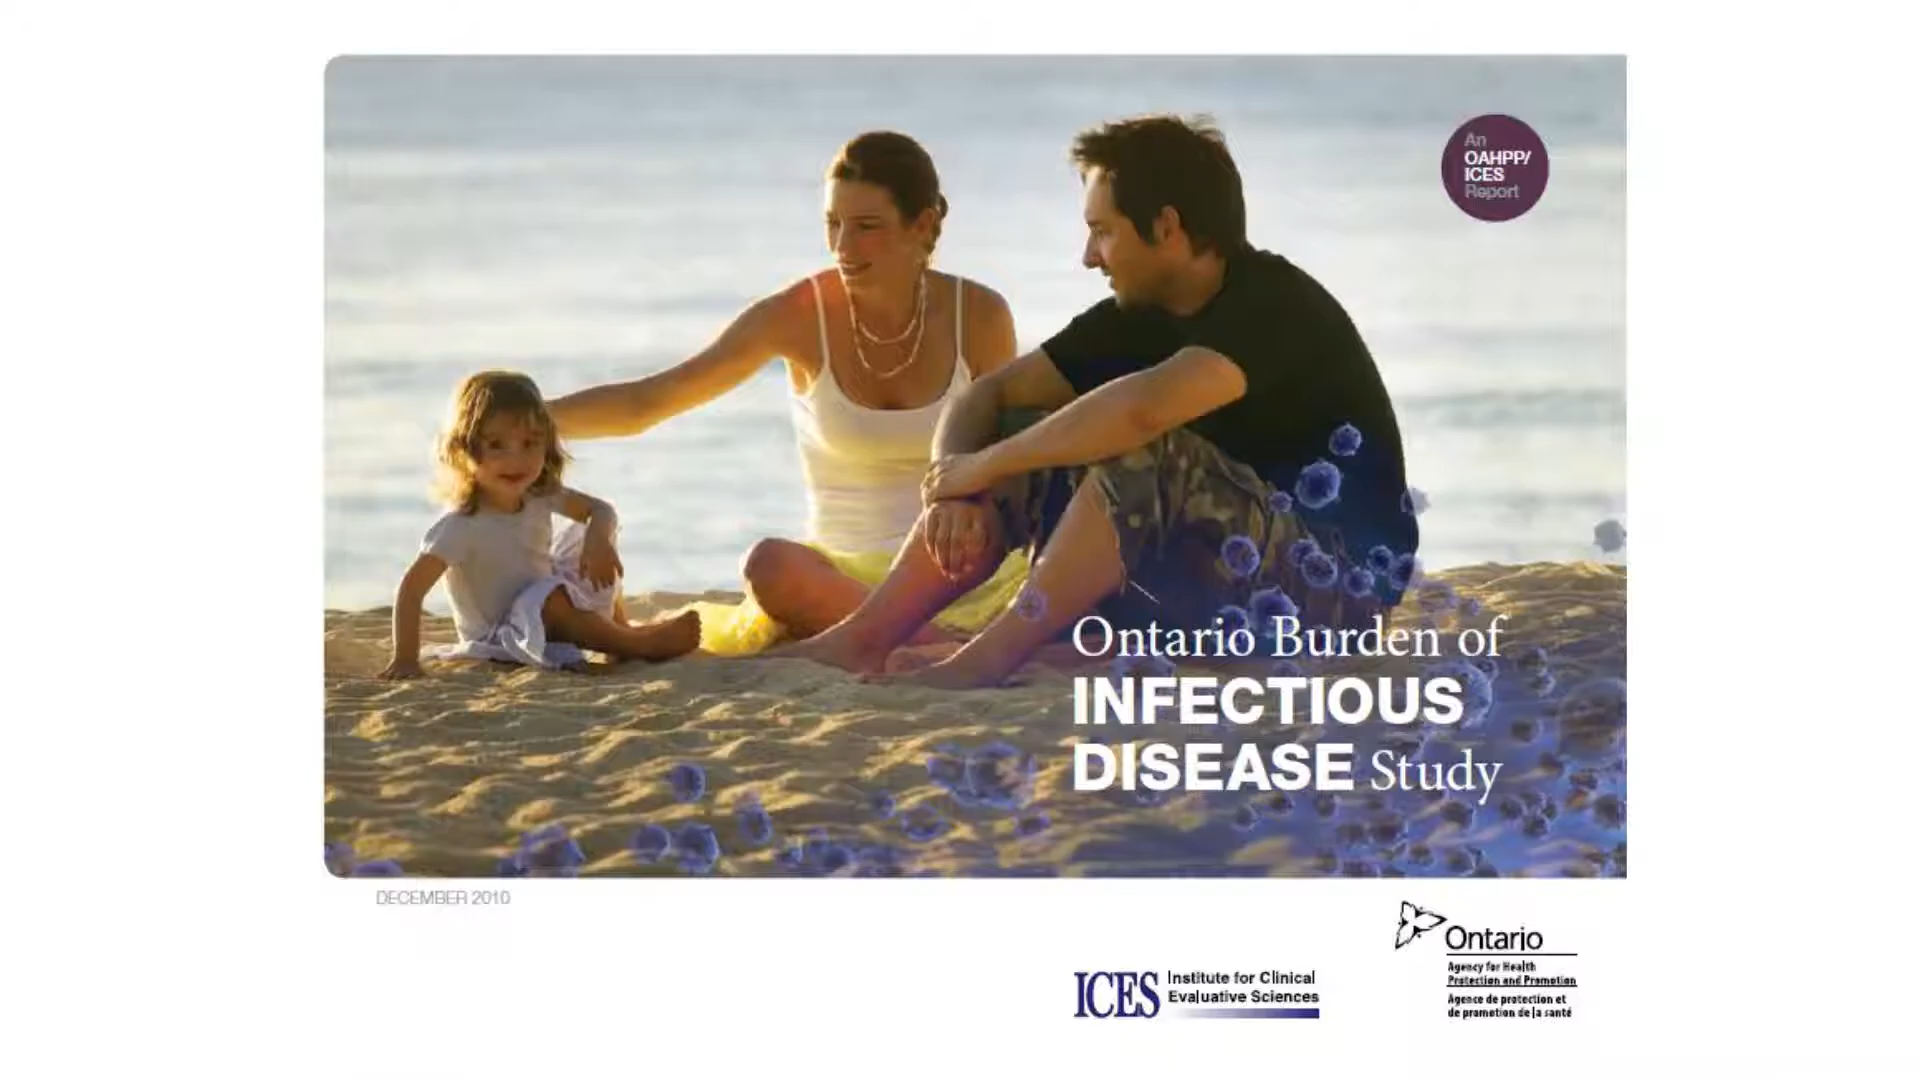 An
OAHPP/
ICES
Report
Ontario Burden of
INFECTIOUS
DISEASE Study
DECEMBER 2010
Ontario
Agency for Health
Protection and Promotion
Agence de protection et
de promotion de la santé
ICES
Institute for Clinical
Evaluative Sciences